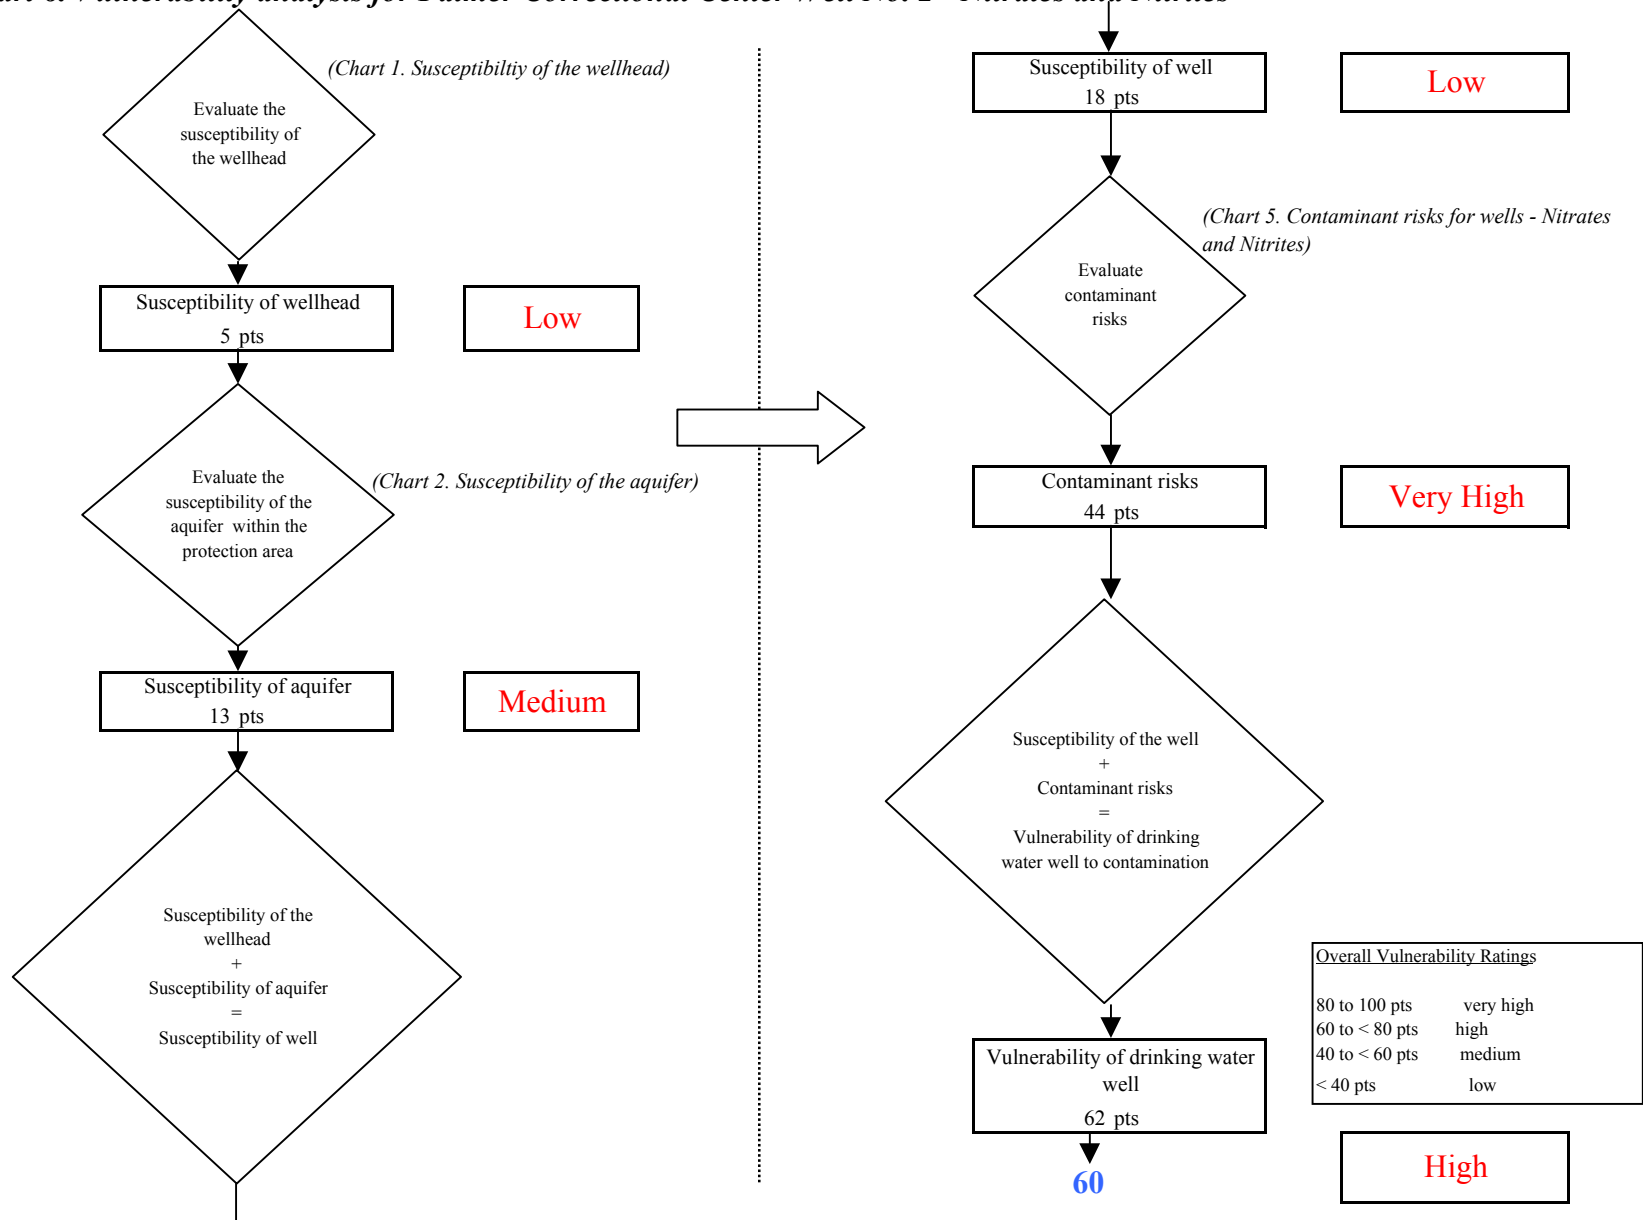 (Chart 1. Susceptibiltiy of the wellhead)
Evaluate the
susceptibility of
the wellhead
Susceptibility of wellhead
5 pts
Low
Evaluate the
susceptibility of the
aquifer within the
protection area
(Chart 2. Susceptibility of the aquifer)
Susceptibility of aquifer
13 pts
Medium
Susceptibility of the
wellhead
+
Susceptibility of aquifer
=
Susceptibility of well
Susceptibility of well
18 pts
Low
(Chart 5. Contaminant risks for wells - Nitrates
and Nitrites)
Evaluate
contaminant
risks
Contaminant risks
44 pts
Very High
Susceptibility of the well
+
Contaminant risks
=
Vulnerability of drinking
water well to contamination
Overall Vulnerability Ratings
80 to 100 pts very high
60 to < 80 pts high
40 to < 60 pts medium
< 40 pts low
Vulnerability of drinking water
well
62 pts
60
High